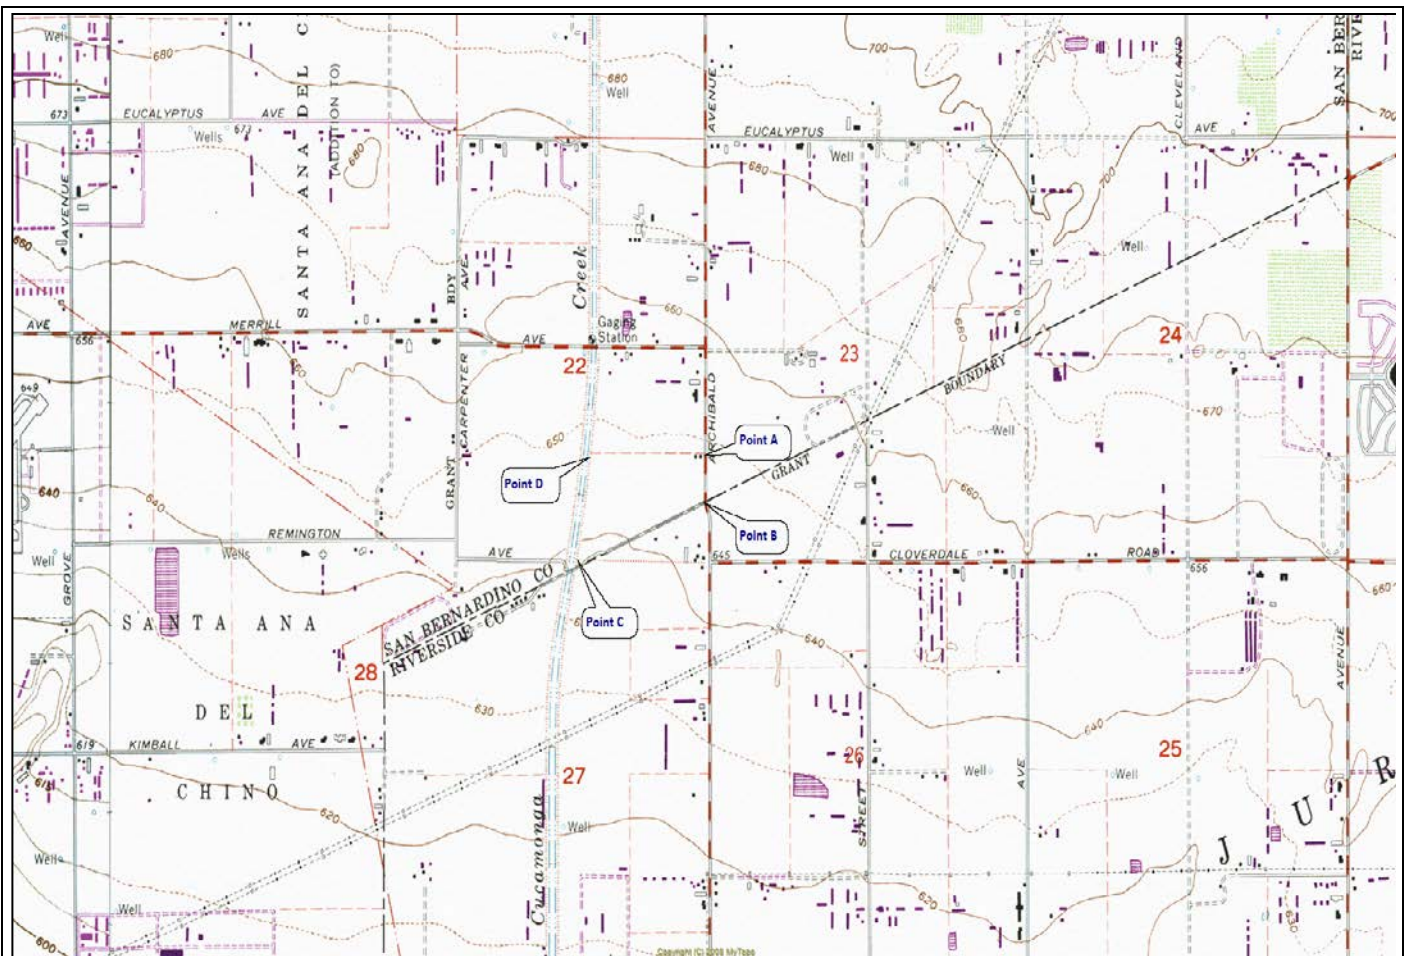 Well
680
SANTA ANA DEL C
(ADDITION TO)
680
Well
AVENUE
700
CLEVELAND
SAN BER
RIVE
700
673
EUCALYPTUS AVE
Wells
673
680
EUCALYPTUS AVE
Well
680
700
AVENUE
660
Creek
BDY
AVE
Well
660
680
AVE
MERRILL
AVE
Gaging
Station
656
22
23
24
660
649
CARPENTER
ARCHIBALD
BOUNDARY
670
650
Point A
Well
GRANT
GRANT
Point D
640
640
660
REMINGTON AVE
Point B
Well
Wells
645
CLOVERDALE ROAD
656
GROVE
660
SAN BERNARDINO CO
RIVERSIDE CO
Point C
SANTA ANA
640
28
AVENUE
DEL
630
640
619
KIMBALL AVE
26
25
27
Well
Well
AVE
CHINO
620
STREET
Well
Cucamonga
JUR
Well
620
Well
630
600
Copyright (C) 2008 MyTopo